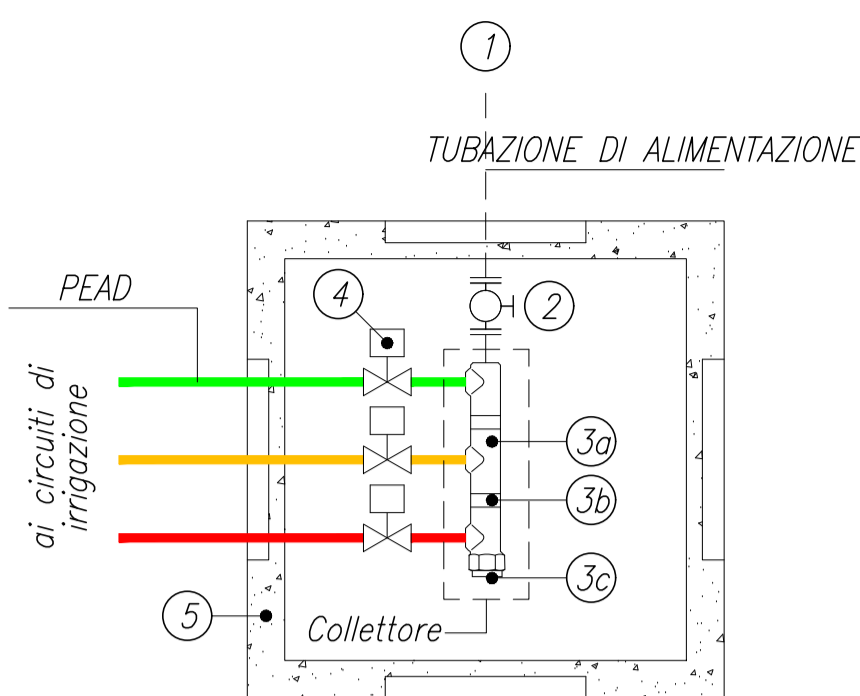 1
TUBAZIONE DI ALIMENTAZIONE
PEAD
4
2
ai circuiti di
irrigazione
3a
3b
3c
5
Collettore